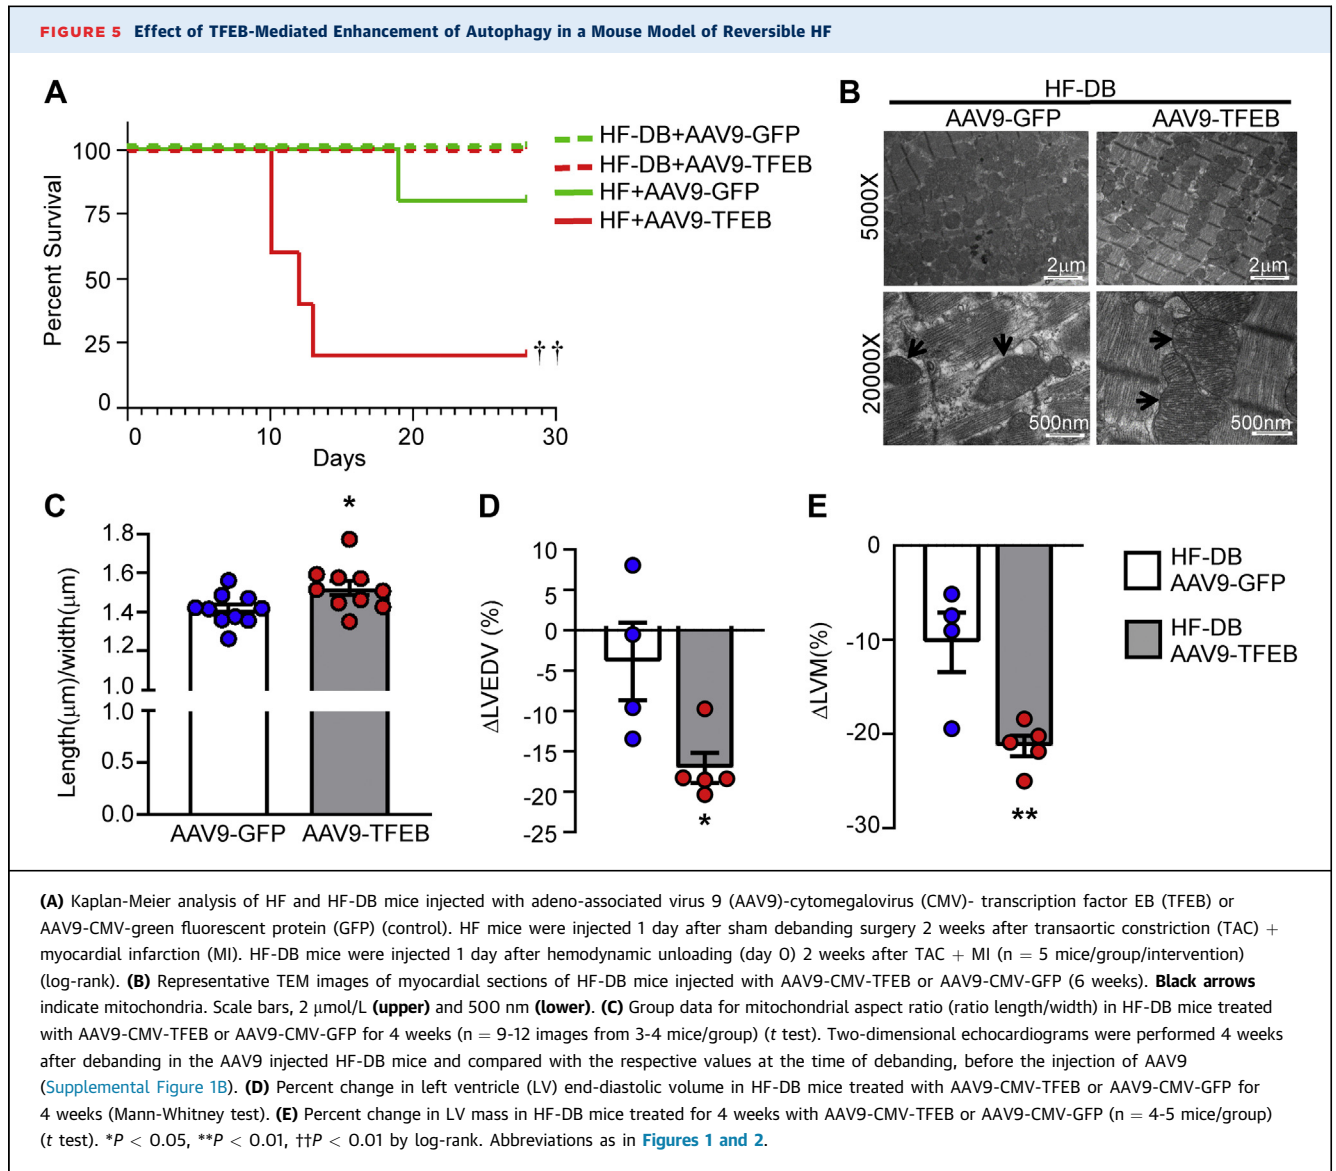 FIGURE 5 Effect of TFEB-Mediated Enhancement of Autophagy in a Mouse Model of Reversible HF
A
Percent Survival
100
75
50
25
0
0 10 20 30
Days
††
HF-DB+AAV9-GFP
HF-DB+AAV9-TFEB
HF+AAV9-GFP
HF+AAV9-TFEB
B
HF-DB
AAV9-GFP AAV9-TFEB
5000X
2μm 2μm
20000X
500nm 500nm
C
Length(μm)/width(μm)
1.8
1.6
1.4
1.2
1.0
1.0
0.5
0.0
*
AAV9-GFP AAV9-TFEB
D
ΔLVEDV (%)
10
5
0
-5
-10
-15
-20
-25
*
E
ΔLVM(%)
0
-10
-20
-30
**
HF-DB
AAV9-GFP
HF-DB
AAV9-TFEB
(A) Kaplan-Meier analysis of HF and HF-DB mice injected with adeno-associated virus 9 (AAV9)-cytomegalovirus (CMV)- transcription factor EB (TFEB) or
AAV9-CMV-green fluorescent protein (GFP) (control). HF mice were injected 1 day after sham debanding surgery 2 weeks after transaortic constriction (TAC) +
myocardial infarction (MI). HF-DB mice were injected 1 day after hemodynamic unloading (day 0) 2 weeks after TAC + MI (n = 5 mice/group/intervention)
(log-rank). (B) Representative TEM images of myocardial sections of HF-DB mice injected with AAV9-CMV-TFEB or AAV9-CMV-GFP (6 weeks). Black arrows
indicate mitochondria. Scale bars, 2 μmol/L (upper) and 500 nm (lower). (C) Group data for mitochondrial aspect ratio (ratio length/width) in HF-DB mice treated
with AAV9-CMV-TFEB or AAV9-CMV-GFP for 4 weeks (n = 9-12 images from 3-4 mice/group) (t test). Two-dimensional echocardiograms were performed 4 weeks
after debanding in the AAV9 injected HF-DB mice and compared with the respective values at the time of debanding, before the injection of AAV9
(Supplemental Figure 1B). (D) Percent change in left ventricle (LV) end-diastolic volume in HF-DB mice treated with AAV9-CMV-TFEB or AAV9-CMV-GFP for
4 weeks (Mann-Whitney test). (E) Percent change in LV mass in HF-DB mice treated for 4 weeks with AAV9-CMV-TFEB or AAV9-CMV-GFP (n = 4-5 mice/group)
(t test). *P < 0.05, **P < 0.01, ††P < 0.01 by log-rank. Abbreviations as in Figures 1 and 2.